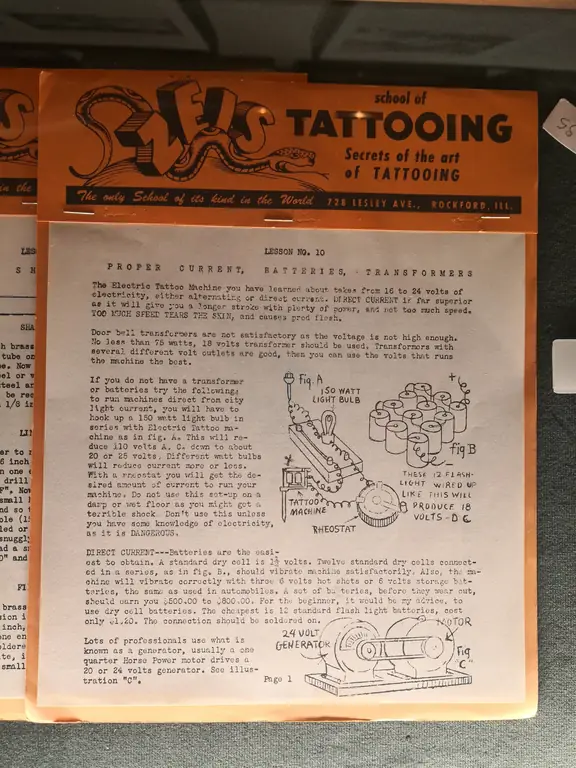 ZEIS
school of
TATTOOING
Secrets of the art
of TATTOOING
The only School of its kind in the World 728 LESLEY AVE., ROCKFORD, ILL.
LESSON NO. 10
PROPER CURRENT, BATTERIES, TRANSFORMERS
The Electric Tattoo Machine you have learned about takes from 16 to 24 volts of
electricity, either alternating or direct current. DIRECT CURRENT is far superior
as it will give you a longer stroke with plenty of power, and not too much speed.
TOO MUCH SPEED TEARS THE SKIN, and causes proud flesh.
Door bell transformers are not satisfactory as the voltage is not high enough.
No less than 75 watts, 18 volts transformer should be used. Transformers with
several different volt outlets are good, then you can use the volts that runs
the machine the best.
If you do not have a transformer
or batteries try the following;
to run machines direct from city
light current, you will have to
hook up a 150 watt light bulb in
series with Electric Tattoo ma-
chine as in fig. A. This will re-
duce 110 volts A. C. down to about
20 or 25 volts. Different watt bulbs
will reduce current more or less.
With a rheostat you will get the de-
sired amount of current to run your
machine. Do not use this set-up on a
damp or wet floor as you might get a
terrible shock. Don't use this unless
you have some knowledge of electricity,
as it is DANGEROUS.
Fig. A
150 WATT
LIGHT BULB
TATTOO
MACHINE
RHEOSTAT
+
fig B
THESE 12 FLASH-
LIGHT WIRED UP
LIKE THIS WILL
PRODUCE 18
VOLTS - DC
DIRECT CURRENT---Batteries are the easi-
est to obtain. A standard dry cell is 1½ volts. Twelve standard dry cells connect-
ed in a series, as in fig. B., should vibrate machine satisfactorily. Also, the ma-
chine will vibrate correctly with three 6 volts hot shots or 6 volts storage bat-
teries, the same as used in automobiles. A set of batteries, before they wear out,
should earn you $500.00 to $800.00. For the beginner, it would be my advice, to
use dry cell batteries. The cheapest is 12 standard flash light batteries, cost
only $1.20. The connection should be soldered on.
Lots of professionals use what is
known as a generator, usually a one
quarter Horse Power motor drives a
20 or 24 volts generator. See illus-
tration "C".
24 VOLT
GENERATOR
MOTOR
Fig
"C"
Page 1